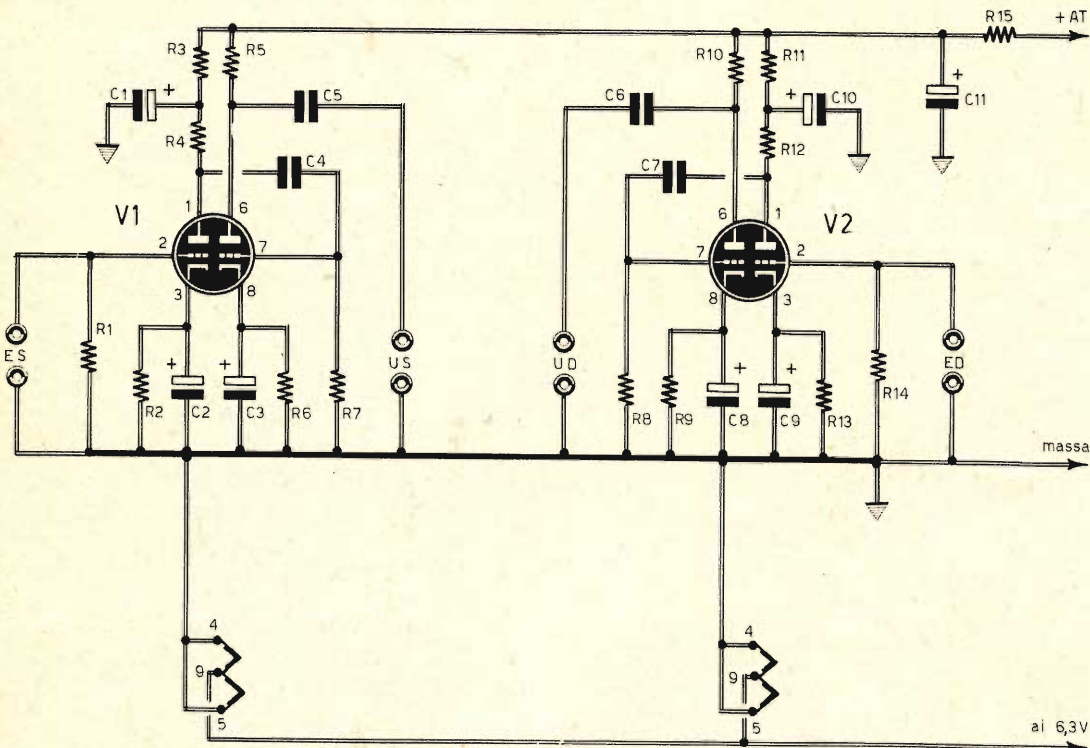 R15
+ AT
R3
R5
R10
R11
C1
+
C5
C6
+
C10
+
C11
R4
C4
R12
C7
V1
1
6
6
1
V2
2
7
7
2
3
8
8
3
ES
R1
+
+
US
UD
+
+
ED
R2
C2
C3
R6
R7
R8
R9
C8
C9
R13
R14
massa
4
4
9
9
5
5
ai 6,3V